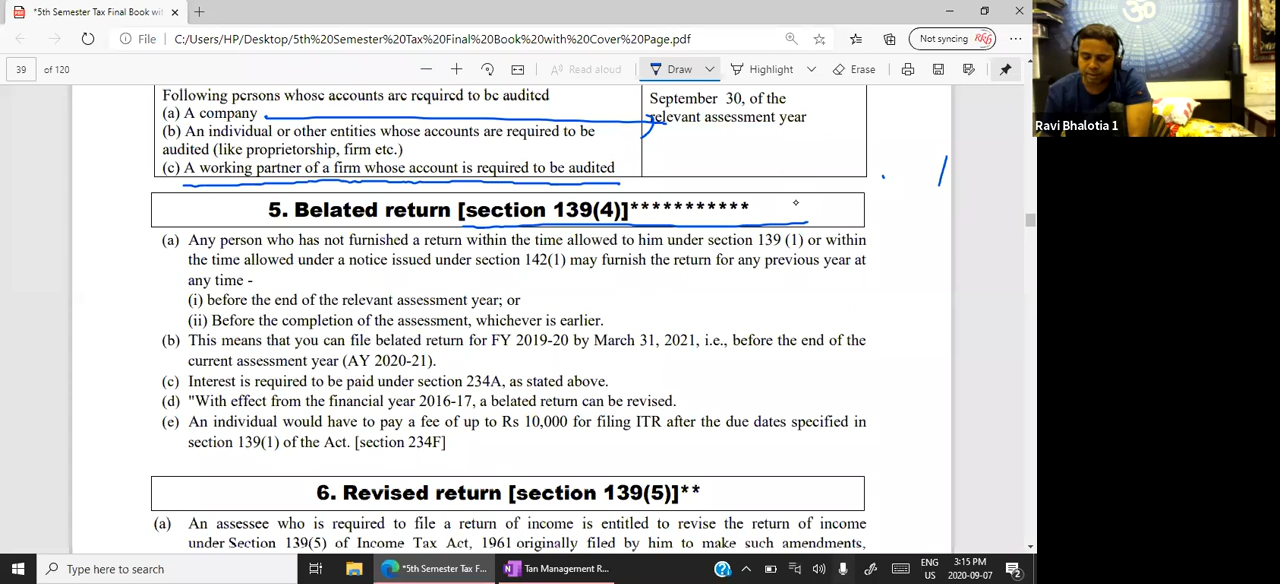 *5th Semester Tax Final Book wit
File
C:/Users/HP/Desktop/5th%20Semester%20Tax%20Final%20Book%20with%20Cover%20Page.pdf
Not syncing
39 of 120
Read aloud
Draw
Highlight
Erase
Following persons whose accounts are required to be audited
(a) A company
(b) An individual or other entities whose accounts are required to be
audited (like proprietorship, firm etc.)
(c) A working partner of a firm whose account is required to be audited
September 30, of the
relevant assessment year
5. Belated return [section 139(4)]***********
(a) Any person who has not furnished a return within the time allowed to him under section 139 (1) or within
the time allowed under a notice issued under section 142(1) may furnish the return for any previous year at
any time -
(i) before the end of the relevant assessment year; or
(ii) Before the completion of the assessment, whichever is earlier.
(b) This means that you can file belated return for FY 2019-20 by March 31, 2021, i.e., before the end of the
current assessment year (AY 2020-21).
(c) Interest is required to be paid under section 234A, as stated above.
(d) "With effect from the financial year 2016-17, a belated return can be revised.
(e) An individual would have to pay a fee of up to Rs 10,000 for filing ITR after the due dates specified in
section 139(1) of the Act. [section 234F]
6. Revised return [section 139(5)]**
(a) An assessee who is required to file a return of income is entitled to revise the return of income
under Section 139(5) of Income Tax Act, 1961 originally filed by him to make such amendments,
Ravi Bhalotia 1
Type here to search
*5th Semester Tax F...
Tan Management R...
ENG
US
3:15 PM
2020-09-07
2